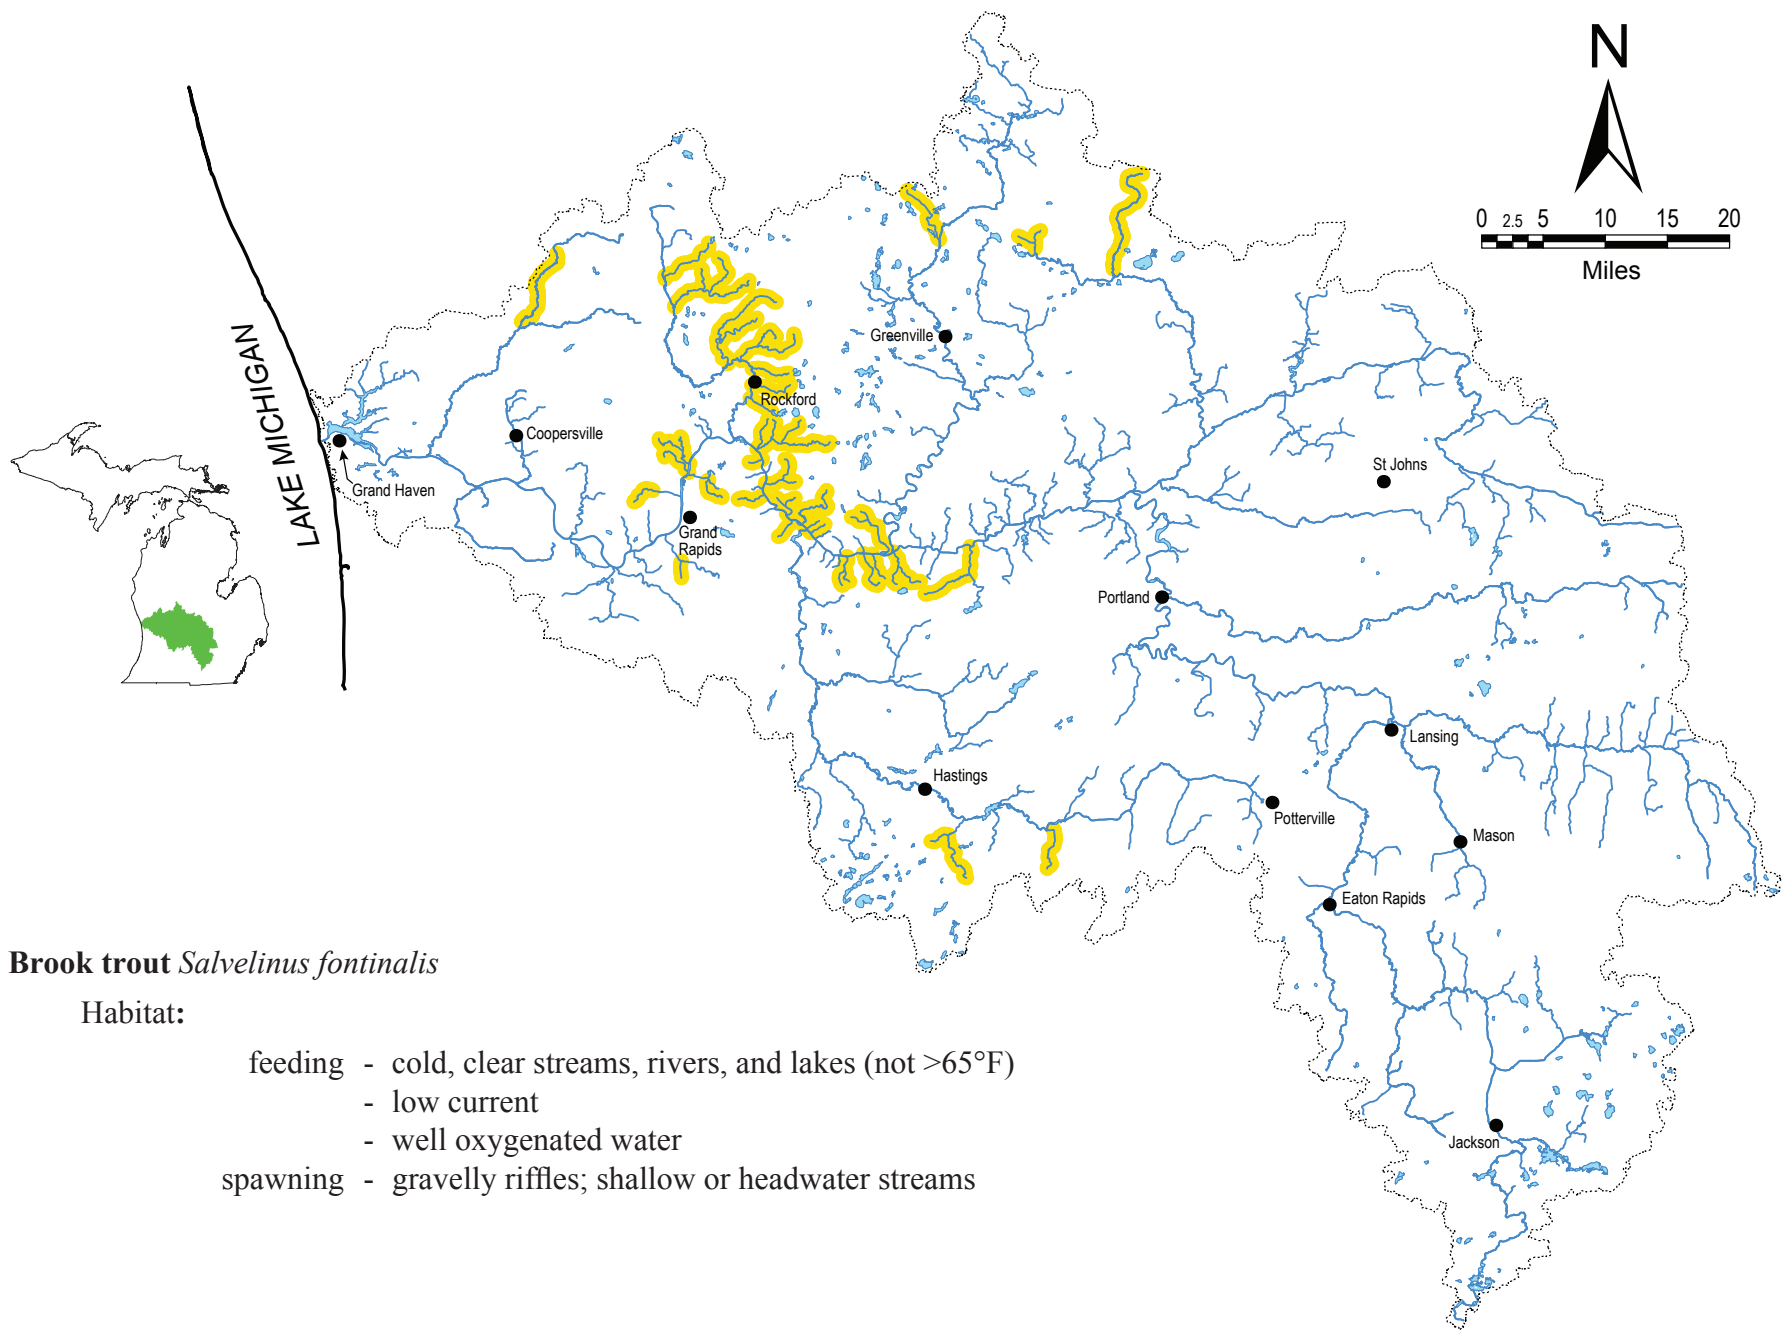 N
0 2.5 5 10 15 20
Miles
LAKE MICHIGAN
Greenville
Rockford
Coopersville
Grand Haven
St Johns
Grand
Rapids
Portland
Lansing
Hastings
Potterville
Mason
Eaton Rapids
Jackson
Brook trout Salvelinus fontinalis
Habitat:
feeding - cold, clear streams, rivers, and lakes (not >65°F)
- low current
- well oxygenated water
spawning - gravelly riffles; shallow or headwater streams